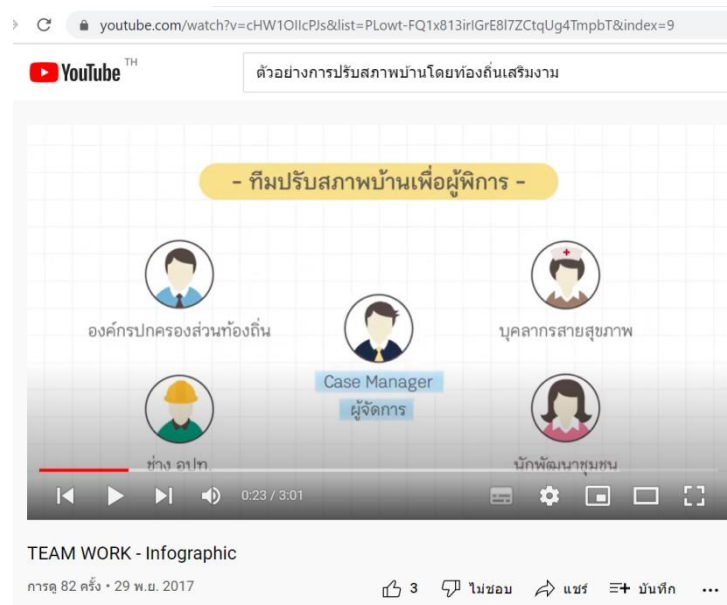 youtube.com/watch?v=cHW1OlIcPJs&list=PLowt-FQ1x813irIGrE8I7ZCtqUg4TmpbT&index=9
YouTube TH
ตัวอย่างการปรับสภาพบ้านโดยท้องถิ่นเสริมงาม
- ทีมปรับสภาพบ้านเพื่อผู้พิการ -
องค์กรปกครองส่วนท้องถิ่น
บุคลากรสายสุขภาพ
Case Manager
ผู้จัดการ
ช่าง อปท.
นักพัฒนาชุมชน
0:23 / 3:01
TEAM WORK - Infographic
การดู 82 ครั้ง • 29 พ.ย. 2017
3 ไม่ชอบ แชร์ บันทึก